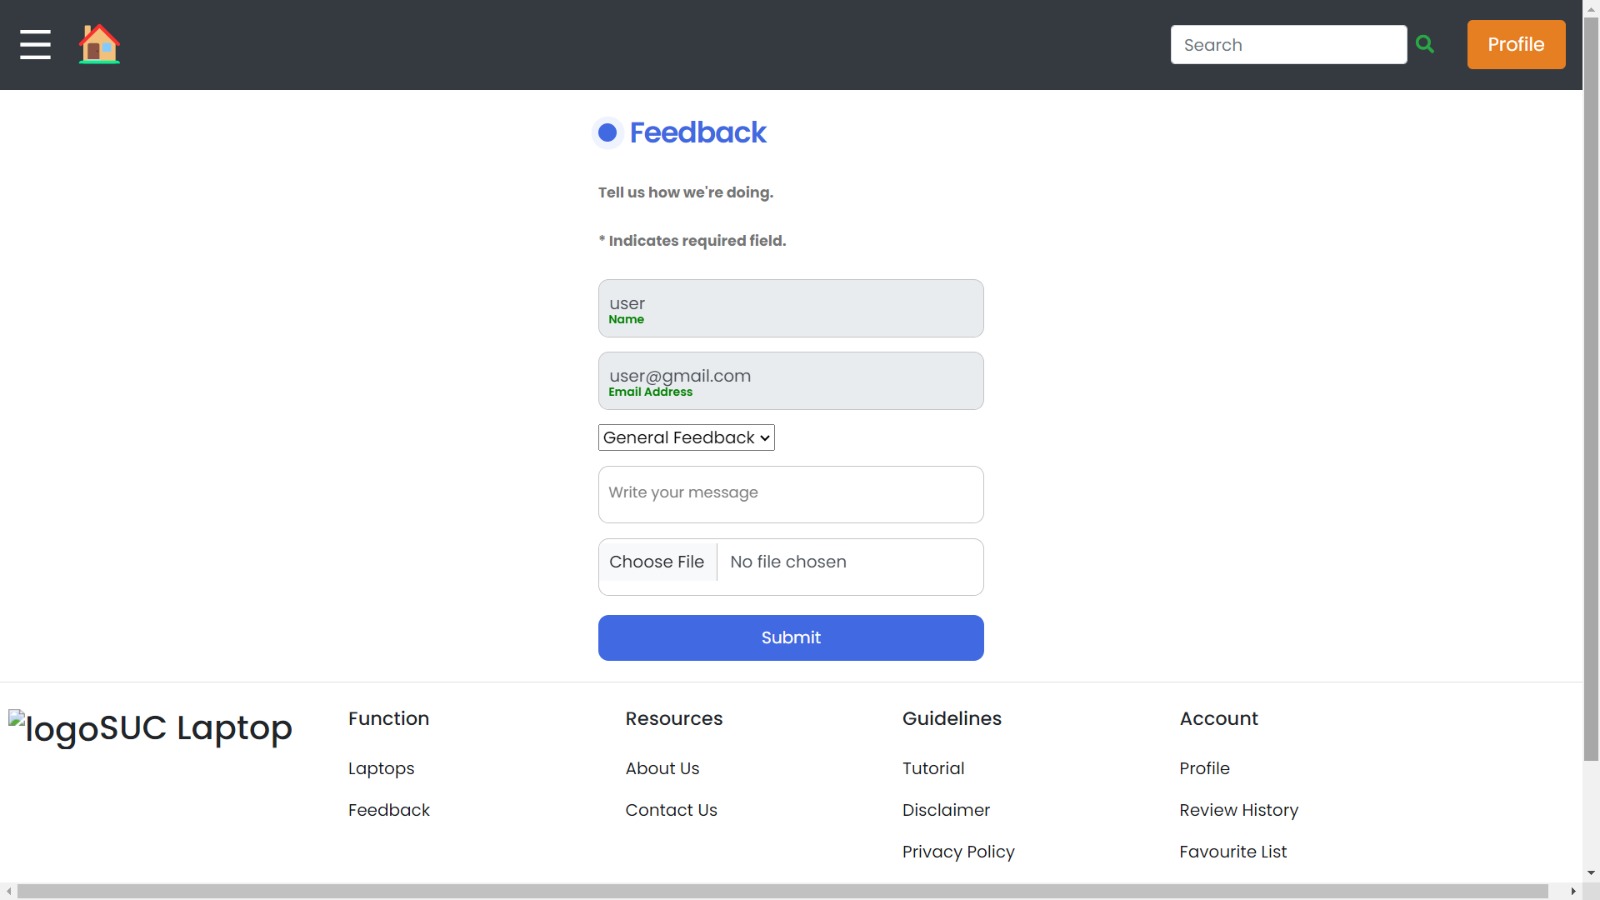 Search
Profile
Feedback
Tell us how we're doing.
* Indicates required field.
user
Name
user@gmail.com
Email Address
General Feedback
Write your message
Choose File No file chosen
Submit
logoSUC Laptop
Function
Laptops
Feedback
Resources
About Us
Contact Us
Guidelines
Tutorial
Disclaimer
Privacy Policy
Account
Profile
Review History
Favourite List